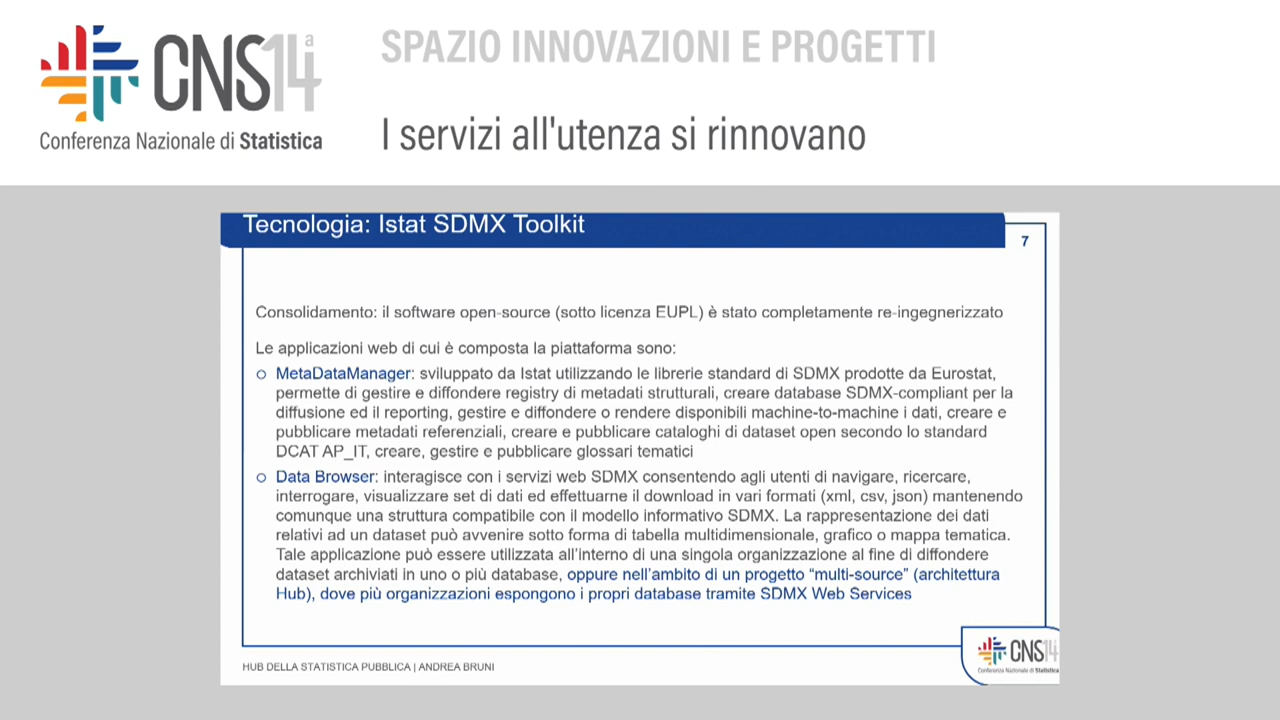 CNS14ª
Conferenza Nazionale di Statistica
SPAZIO INNOVAZIONI E PROGETTI
I servizi all'utenza si rinnovano
Tecnologia: Istat SDMX Toolkit
7
Consolidamento: il software open-source (sotto licenza EUPL) è stato completamente re-ingegnerizzato
Le applicazioni web di cui è composta la piattaforma sono:
MetaDataManager: sviluppato da Istat utilizzando le librerie standard di SDMX prodotte da Eurostat,
permette di gestire e diffondere registry di metadati strutturali, creare database SDMX-compliant per la
diffusione ed il reporting, gestire e diffondere o rendere disponibili machine-to-machine i dati, creare e
pubblicare metadati referenziali, creare e pubblicare cataloghi di dataset open secondo lo standard
DCAT AP_IT, creare, gestire e pubblicare glossari tematici
Data Browser: interagisce con i servizi web SDMX consentendo agli utenti di navigare, ricercare,
interrogare, visualizzare set di dati ed effettuarne il download in vari formati (xml, csv, json) mantenendo
comunque una struttura compatibile con il modello informativo SDMX. La rappresentazione dei dati
relativi ad un dataset può avvenire sotto forma di tabella multidimensionale, grafico o mappa tematica.
Tale applicazione può essere utilizzata all'interno di una singola organizzazione al fine di diffondere
dataset archiviati in uno o più database, oppure nell'ambito di un progetto “multi-source” (architettura
Hub), dove più organizzazioni espongono i propri database tramite SDMX Web Services
HUB DELLA STATISTICA PUBBLICA | ANDREA BRUNI
CNS14
Conferenza Nazionale di Statistica